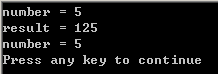 number = 5
result = 125
number = 5
Press any key to continue